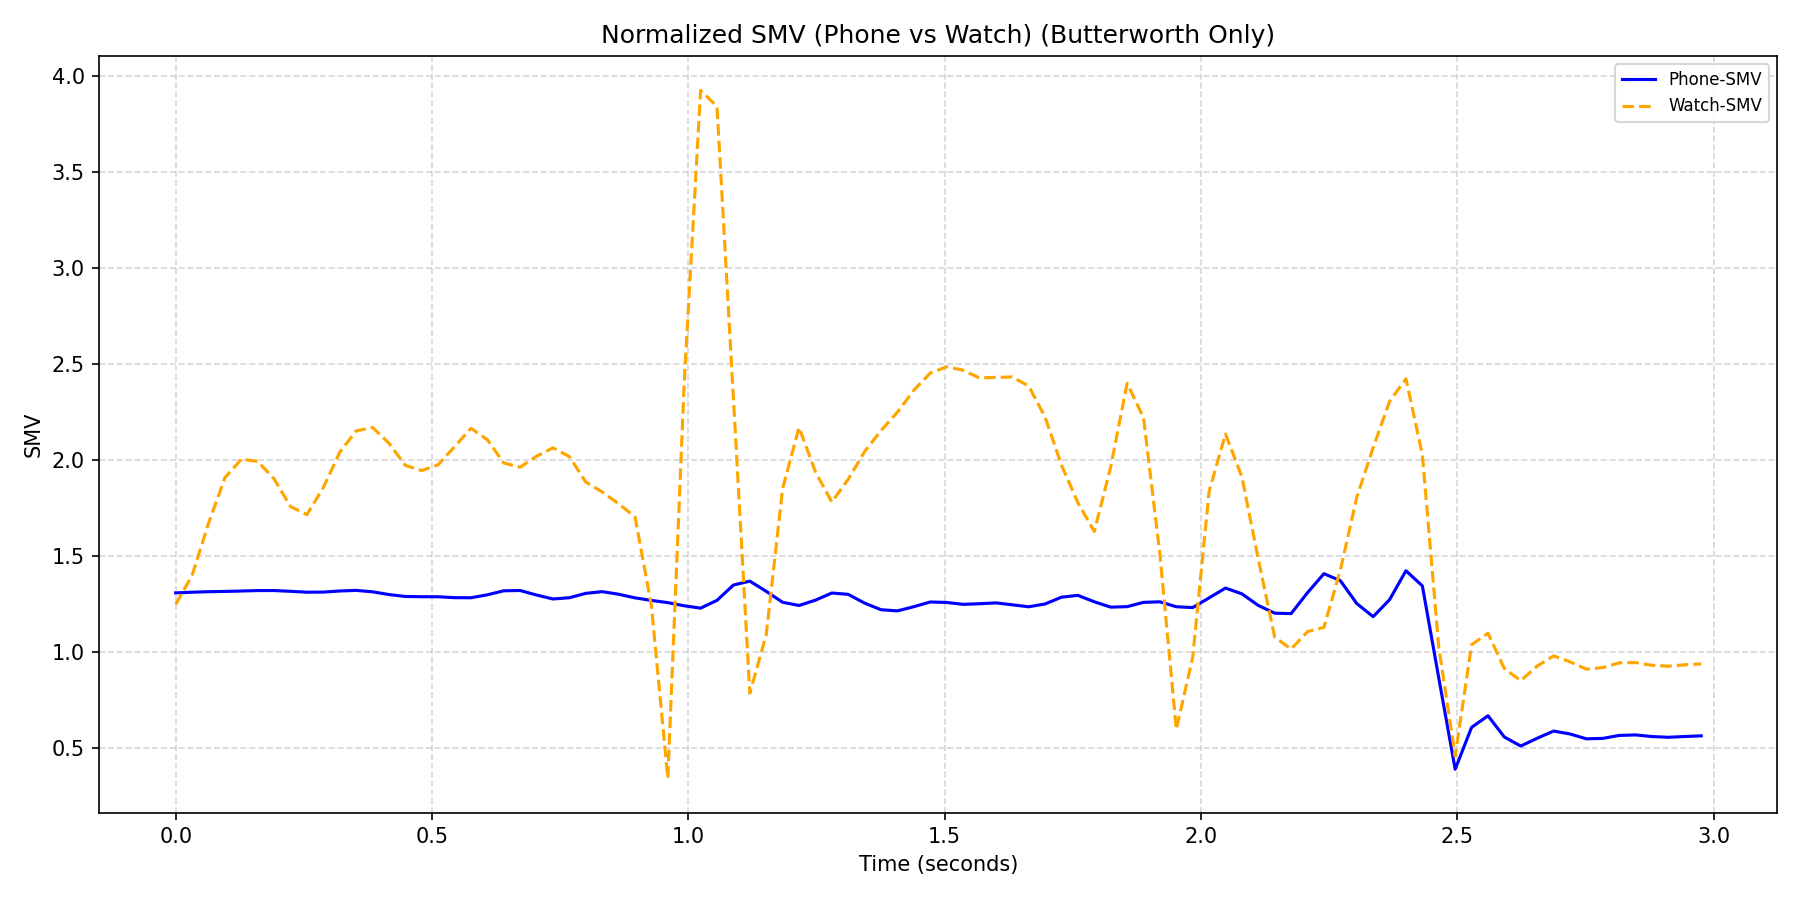 Normalized SMV (Phone vs Watch) (Butterworth Only)
Phone-SMV
Watch-SMV
4.0
3.5
3.0
2.5
2.0
1.5
1.0
0.5
SMV
0.0 0.5 1.0 1.5 2.0 2.5 3.0
Time (seconds)